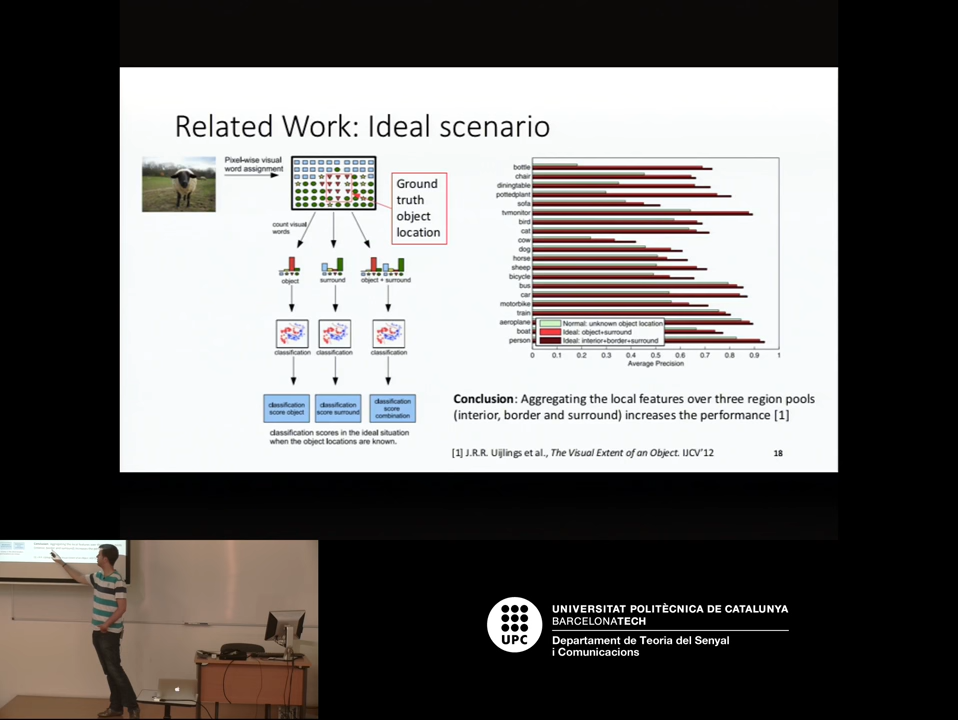 Related Work: Ideal scenario
Pixel-wise visual
word assignment
Ground
truth
object
location
count visual
words
object
surround
object + surround
classification
classification
classification
classification
score object
classification
score surround
classification
score
combination
classification scores in the ideal situation
when the object locations are known.
bottle
chair
diningtable
pottedplant
sofa
tvmonitor
bird
cat
cow
dog
horse
sheep
bicycle
bus
car
motorbike
train
aeroplane
boat
person
Normal: unknown object location
Ideal: object+surround
Ideal: interior+border+surround
0 0.1 0.2 0.3 0.4 0.5 0.6 0.7 0.8 0.9 1
Average Precision
Conclusion: Aggregating the local features over three region pools
(interior, border and surround) increases the performance [1]
[1] J.R.R. Uijlings et al., The Visual Extent of an Object. IJCV'12
18
UPC
UNIVERSITAT POLITÈCNICA DE CATALUNYA
BARCELONATECH
Departament de Teoria del Senyal
i Comunicacions